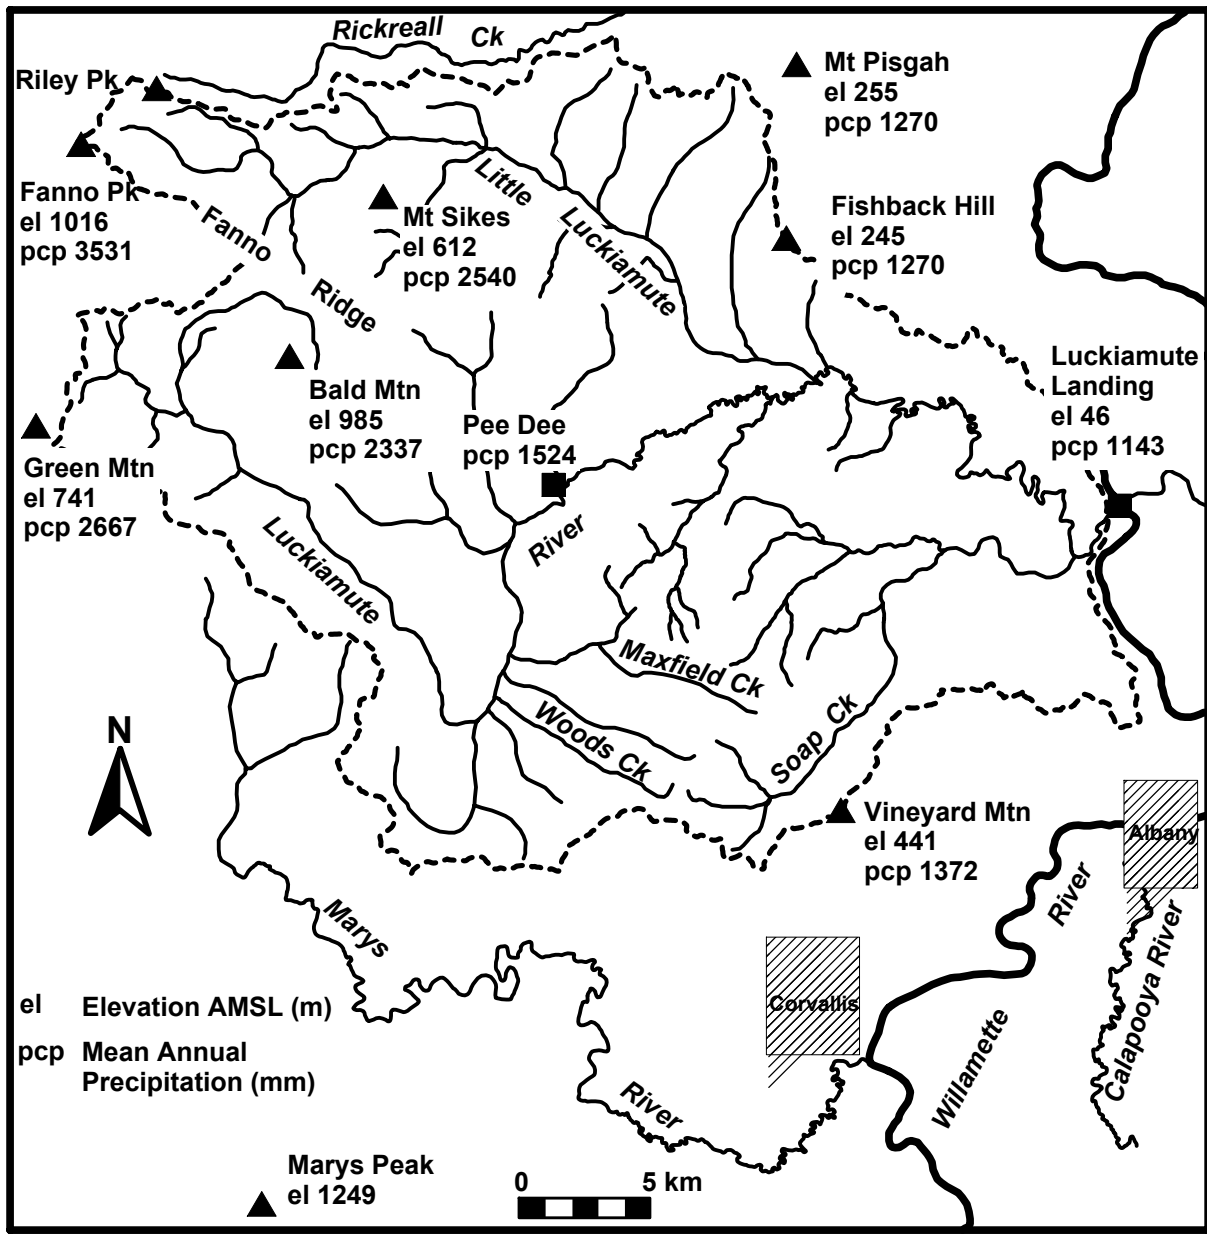 Rickreall Ck
Riley Pk
Mt Pisgah
el 255
pcp 1270
Fanno Pk
el 1016
pcp 3531
Fanno
Ridge
Mt Sikes
el 612
pcp 2540
Little
Luckiamute
Fishback Hill
el 245
pcp 1270
Luckiamute
Landing
el 46
pcp 1143
Bald Mtn
el 985
pcp 2337
Pee Dee
pcp 1524
Green Mtn
el 741
pcp 2667
Luckiamute
River
Maxfield Ck
Woods Ck
Soap Ck
N
Vineyard Mtn
el 441
pcp 1372
Albany
River
Calapooya River
Marys
Corvallis
Willamette
River
el Elevation AMSL (m)
pcp Mean Annual
Precipitation (mm)
Marys Peak
el 1249
0 5 km